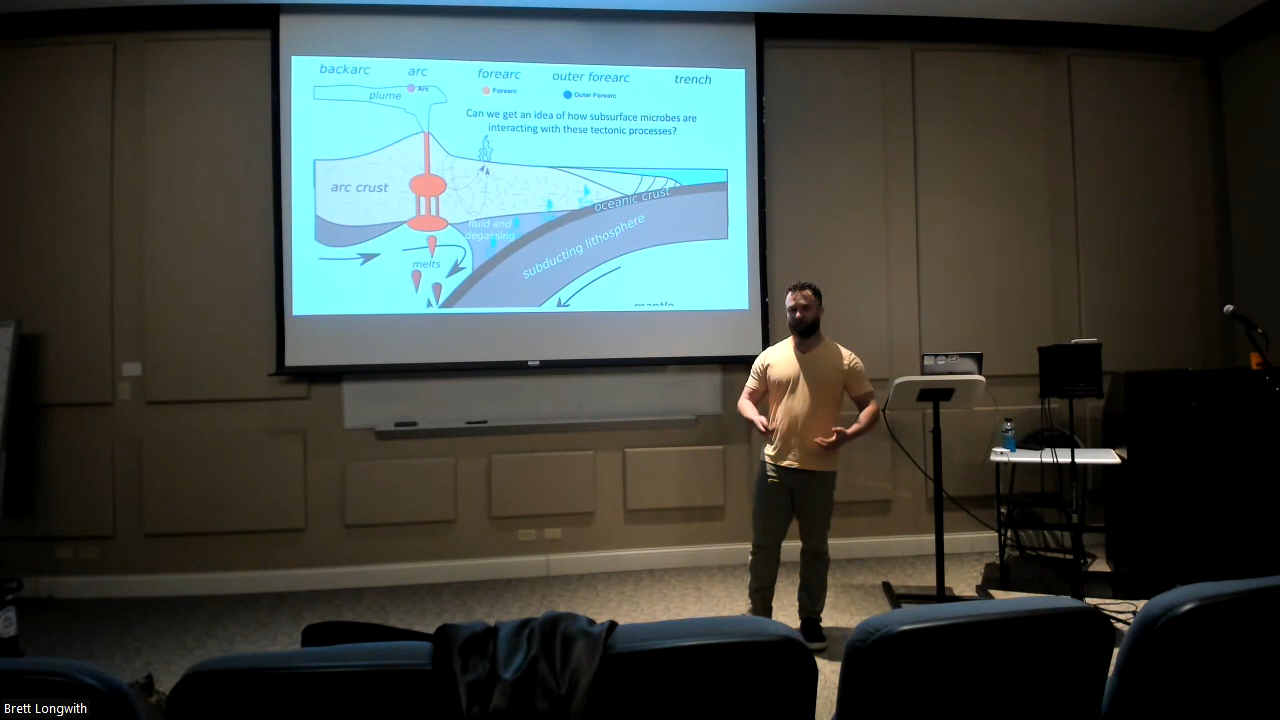 backarc
arc
forearc
outer forearc
trench
plume
Arc
Forearc
Outer Forearc
Can we get an idea of how subsurface microbes are
interacting with these tectonic processes?
arc crust
oceanic crust
fluid and
degassing
subducting lithosphere
melts
mantle
Brett Longwith